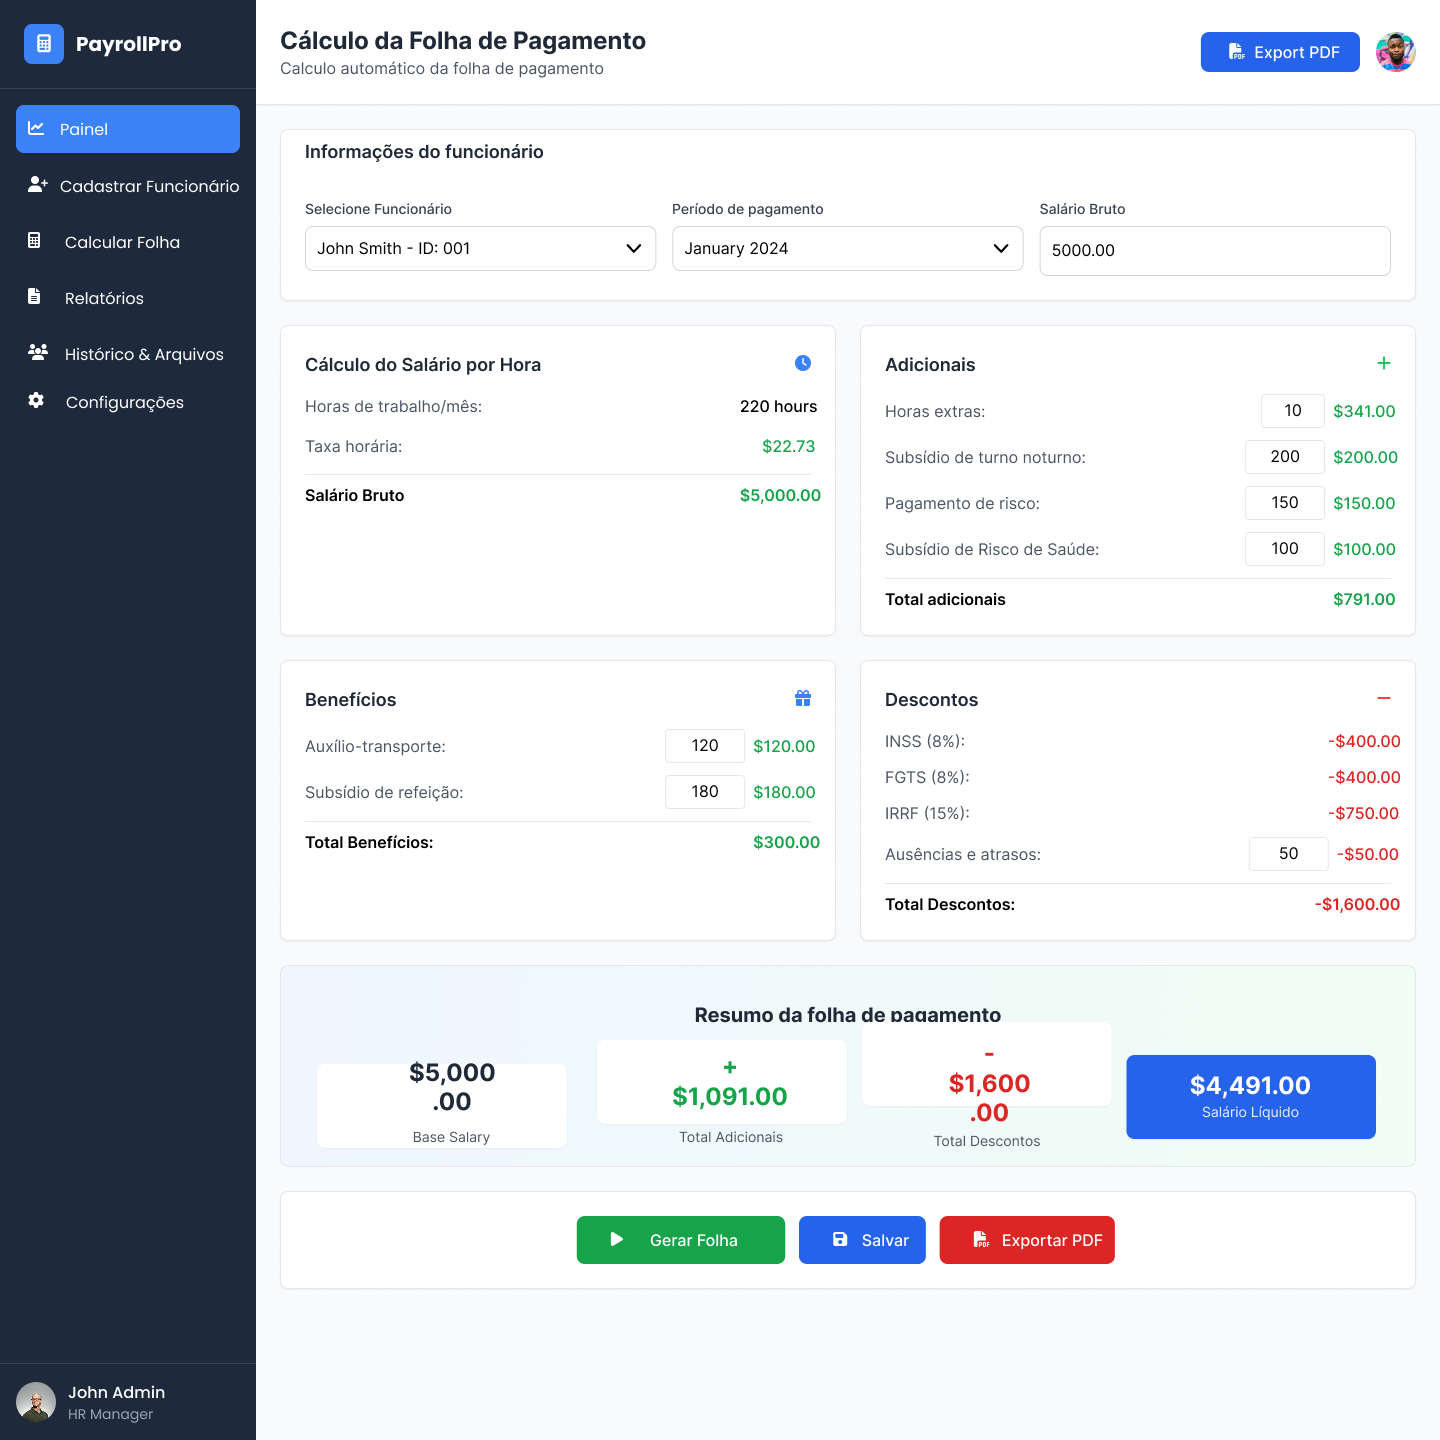 PayrollPro
Painel
Cadastrar Funcionário
Calcular Folha
Relatórios
Histórico & Arquivos
Configurações
John Admin
HR Manager
Cálculo da Folha de Pagamento
Calculo automático da folha de pagamento
Export PDF
Informações do funcionário
Selecione Funcionário
John Smith - ID: 001
Período de pagamento
January 2024
Salário Bruto
5000.00
Cálculo do Salário por Hora
Horas de trabalho/mês: 220 hours
Taxa horária: $22.73
Salário Bruto $5,000.00
Adicionais
Horas extras: 10 $341.00
Subsídio de turno noturno: 200 $200.00
Pagamento de risco: 150 $150.00
Subsídio de Risco de Saúde: 100 $100.00
Total adicionais $791.00
Benefícios
Auxílio-transporte: 120 $120.00
Subsídio de refeição: 180 $180.00
Total Benefícios: $300.00
Descontos
INSS (8%): -$400.00
FGTS (8%): -$400.00
IRRF (15%): -$750.00
Ausências e atrasos: 50 -$50.00
Total Descontos: -$1,600.00
Resumo da folha de pagamento
$5,000
.00
Base Salary
+
$1,091.00
Total Adicionais
-
$1,600
.00
Total Descontos
$4,491.00
Salário Líquido
Gerar Folha
Salvar
Exportar PDF